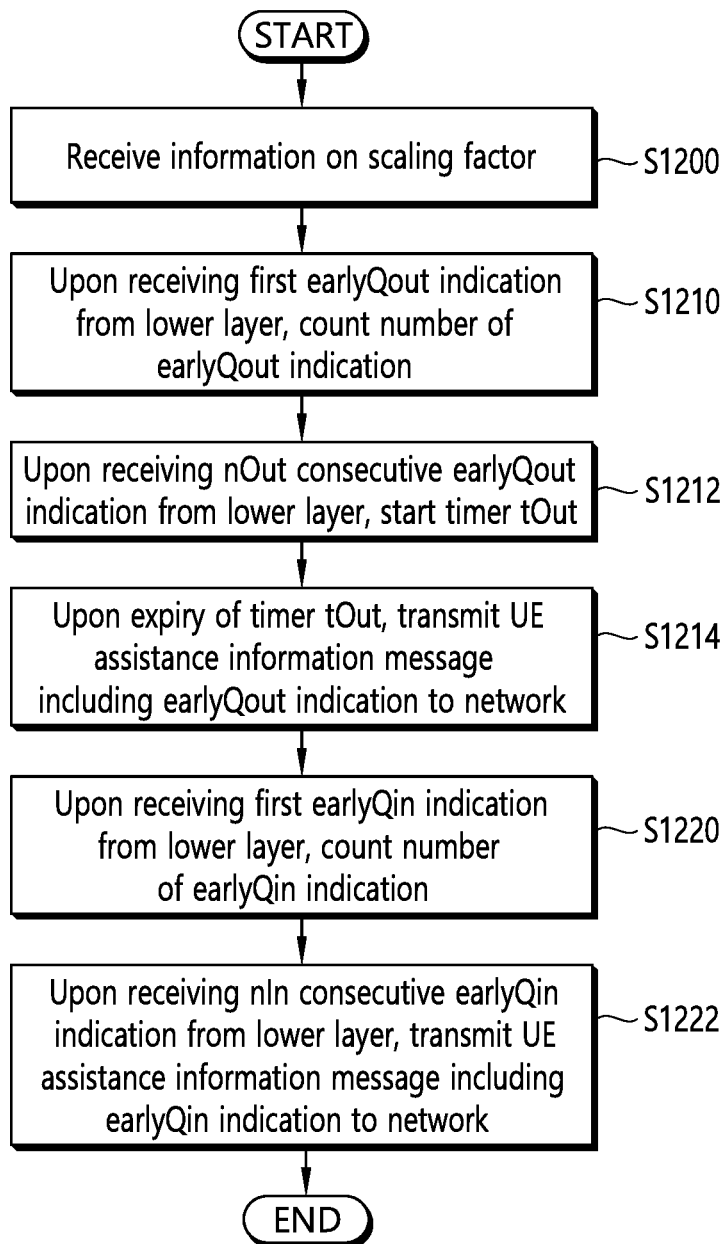 START
Receive information on scaling factor
S1200
Upon receiving first earlyQout indication
from lower layer, count number of
earlyQout indication
S1210
Upon receiving nOut consecutive earlyQout
indication from lower layer, start timer tOut
S1212
Upon expiry of timer tOut, transmit UE
assistance information message
including earlyQout indication to network
S1214
Upon receiving first earlyQin indication
from lower layer, count number
of earlyQin indication
S1220
Upon receiving nIn consecutive earlyQin
indication from lower layer, transmit UE
assistance information message including
earlyQin indication to network
S1222
END